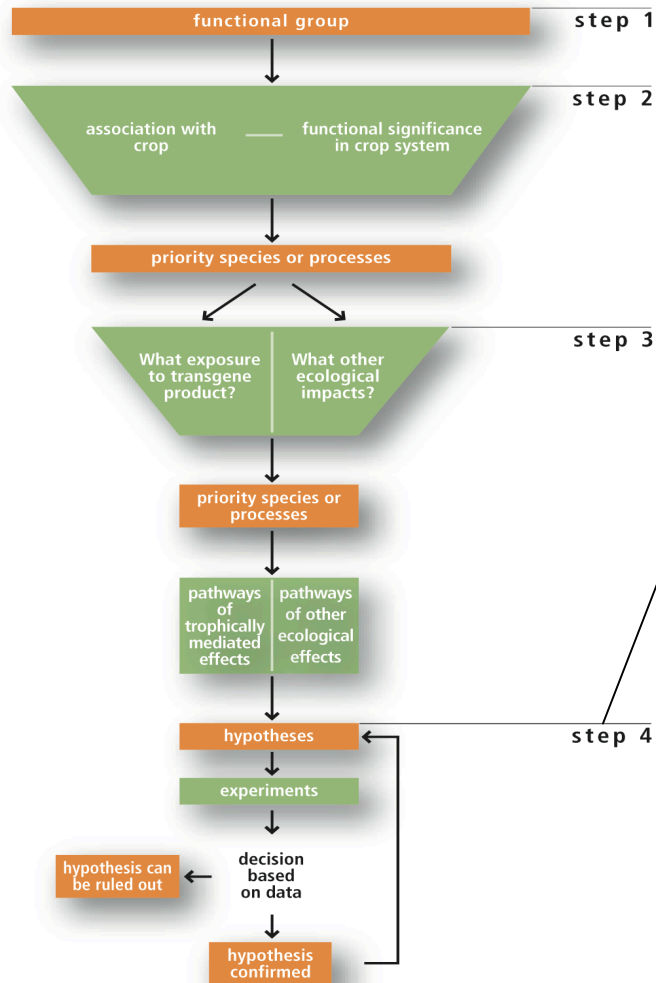 functional group
step 1
step 2
association with
crop
functional significance
in crop system
priority species or processes
step 3
What exposure
to transgene
product?
What other
ecological
impacts?
priority species or
processes
pathways
of
trophically
mediated
effects
pathways
of other
ecological
effects
hypotheses
step 4
experiments
decision
based
on data
hypothesis can
be ruled out
hypothesis
confirmed